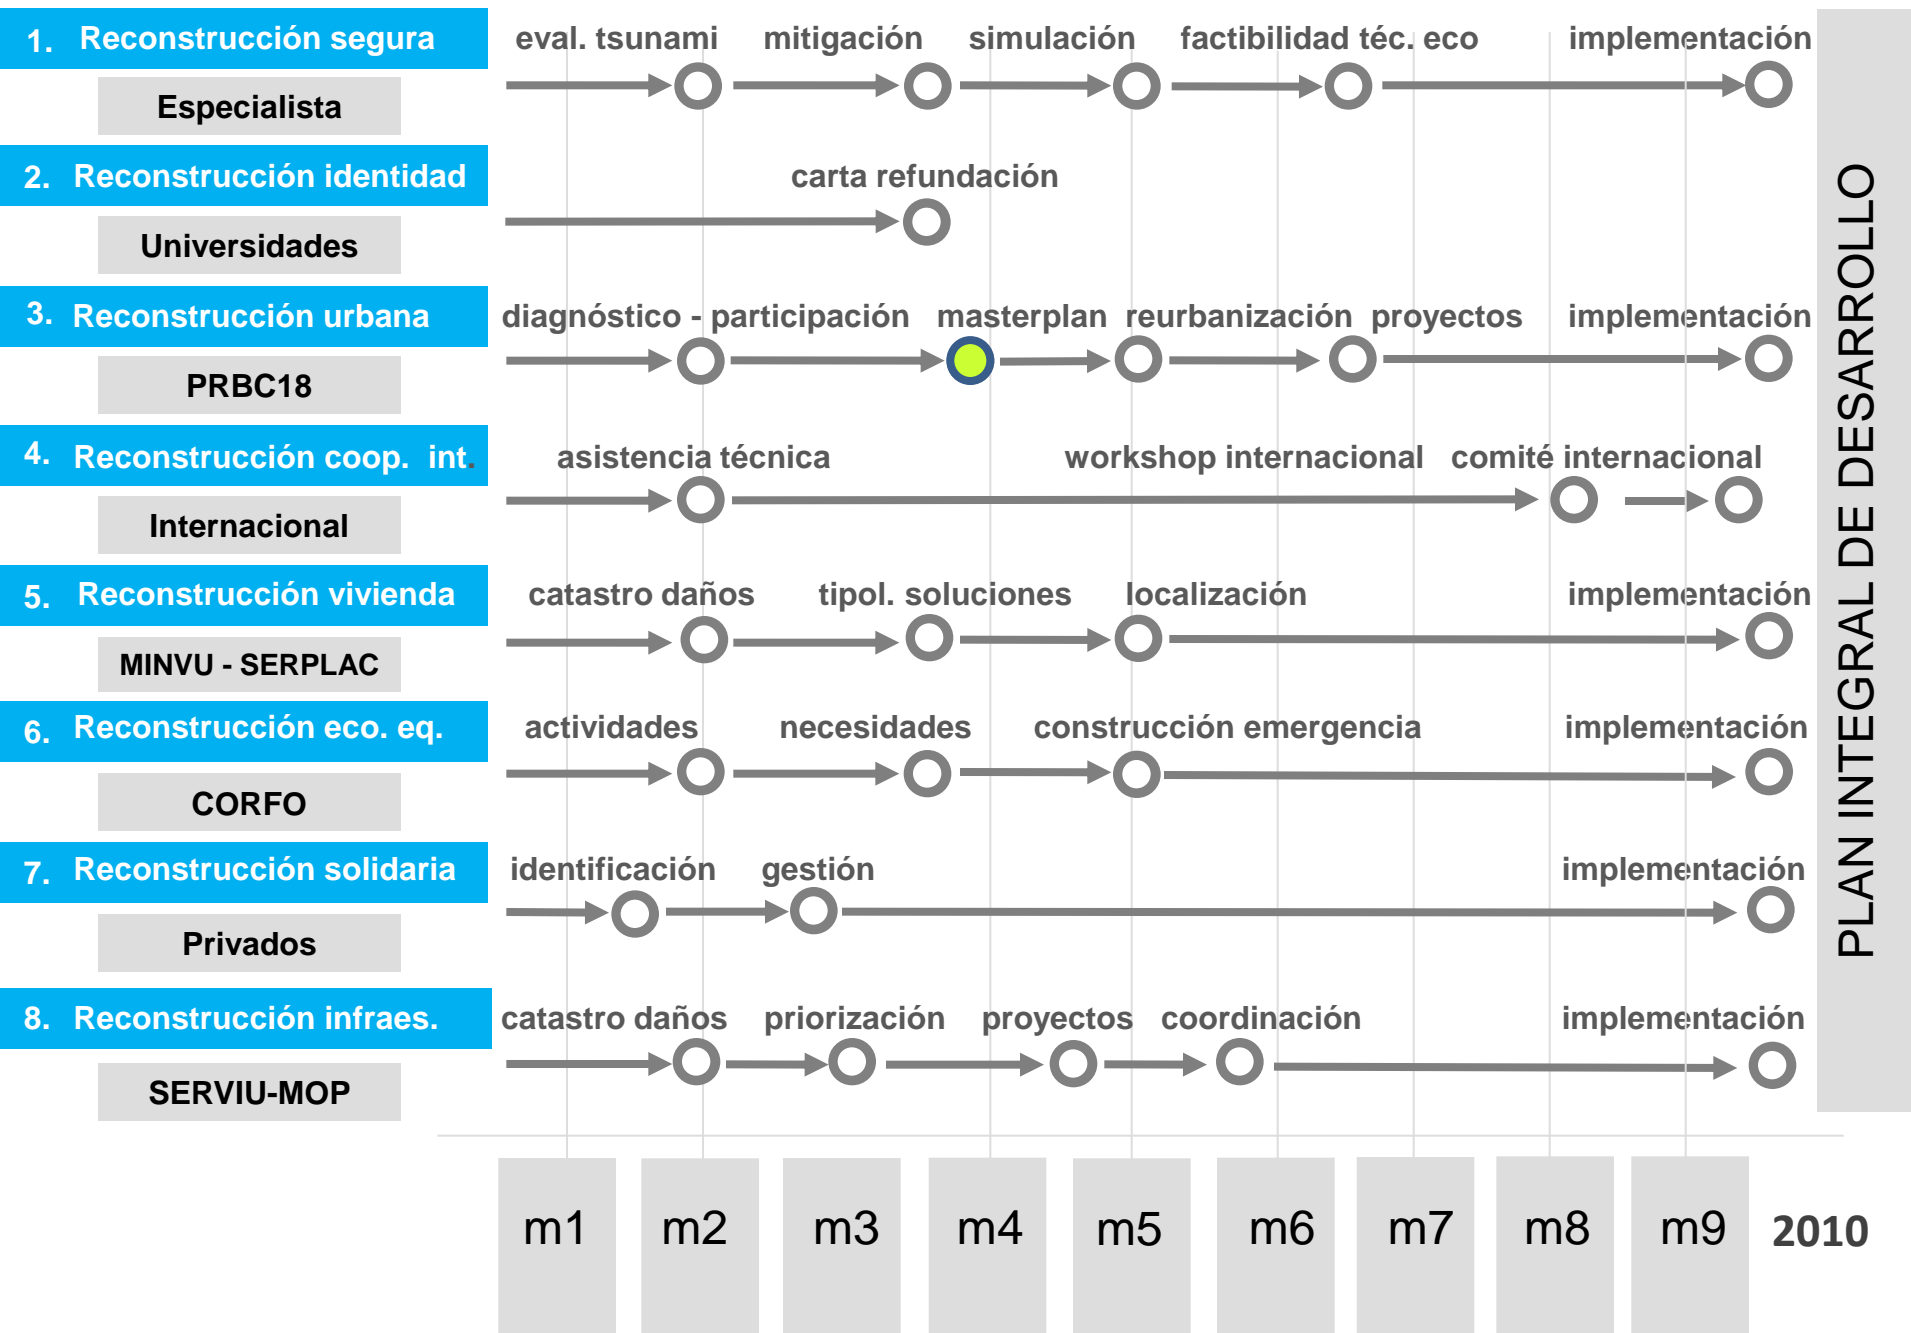 1. Reconstrucción segura
eval. tsunami mitigación simulación factibilidad téc. eco implementación
Especialista
2. Reconstrucción identidad
carta refundación
Universidades
3. Reconstrucción urbana
diagnóstico - participación masterplan reurbanización proyectos implementación
PRBC18
4. Reconstrucción coop. int.
asistencia técnica workshop internacional comité internacional
Internacional
5. Reconstrucción vivienda
catastro daños tipol. soluciones localización implementación
MINVU - SERPLAC
6. Reconstrucción eco. eq.
actividades necesidades construcción emergencia implementación
CORFO
7. Reconstrucción solidaria
identificación gestión implementación
Privados
8. Reconstrucción infraes.
catastro daños priorización proyectos coordinación implementación
SERVIU-MOP
PLAN INTEGRAL DE DESARROLLO
m1 m2 m3 m4 m5 m6 m7 m8 m9 2010